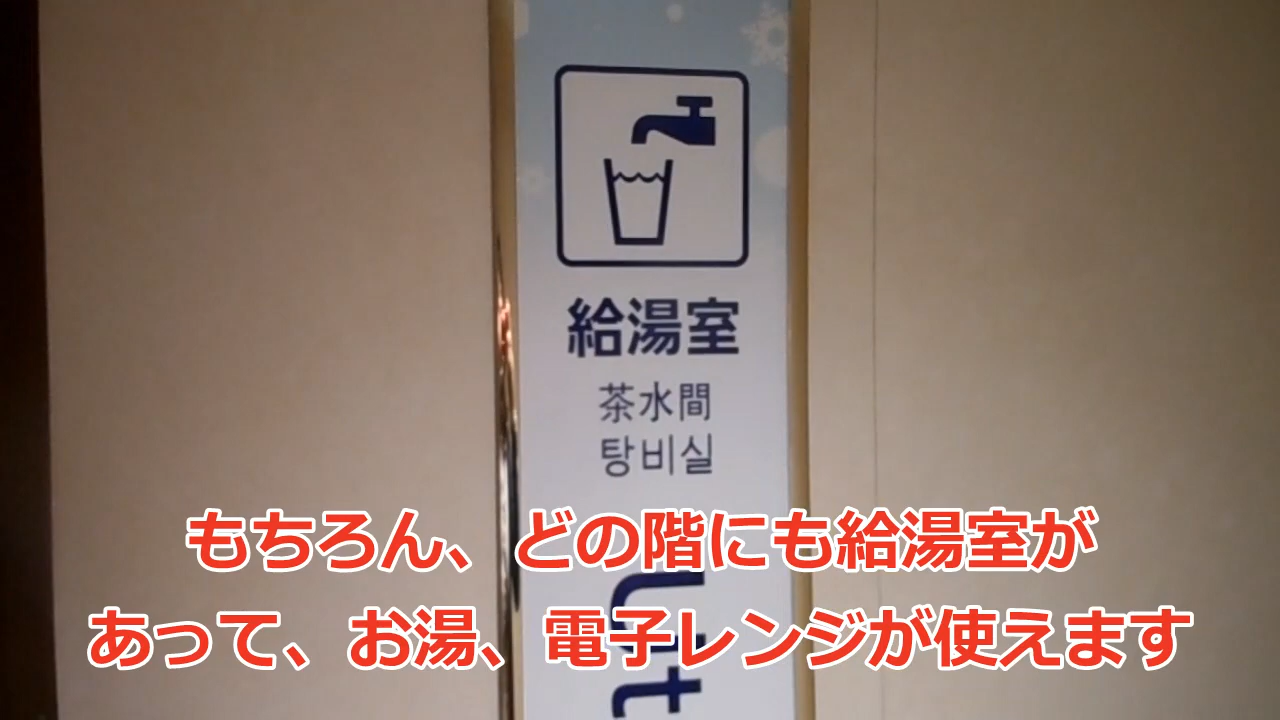 給湯室
茶水間
탕비실
Ut
もちろん、どの階にも給湯室が
あって、お湯、電子レンジが使えます